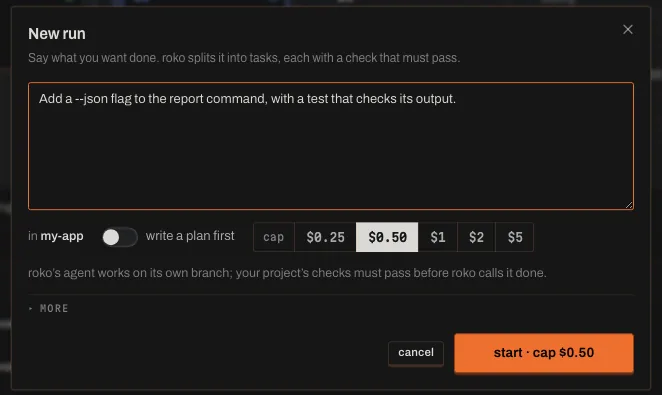 New run
Say what you want done. roko splits it into tasks, each with a check that must pass.
Add a --json flag to the report command, with a test that checks its output.
in my-app write a plan first cap $0.25 $0.50 $1 $2 $5
roko's agent works on its own branch; your project's checks must pass before roko calls it done.
MORE
cancel start · cap $0.50